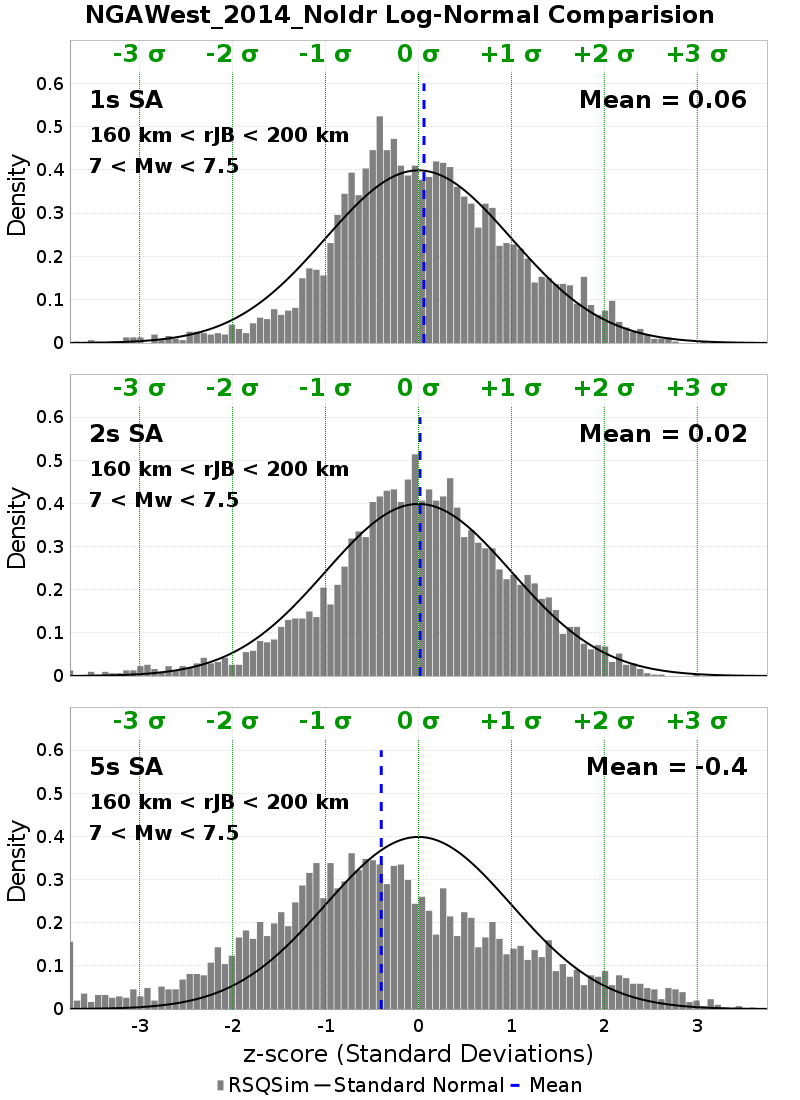 NGAWest_2014_NoIdr Log-Normal Comparision
-3 σ -2 σ -1 σ 0 σ +1 σ +2 σ +3 σ
0.6
1s SA Mean = 0.06
0.5
160 km < rJB < 200 km
7 < Mw < 7.5
0.4
0.3
0.2
0.1
0
Density
-3 σ -2 σ -1 σ 0 σ +1 σ +2 σ +3 σ
0.6
2s SA Mean = 0.02
0.5
160 km < rJB < 200 km
7 < Mw < 7.5
0.4
0.3
0.2
0.1
0
Density
-3 σ -2 σ -1 σ 0 σ +1 σ +2 σ +3 σ
0.6
5s SA Mean = -0.4
0.5
160 km < rJB < 200 km
7 < Mw < 7.5
0.4
0.3
0.2
0.1
0
Density
-3 -2 -1 0 1 2 3
z-score (Standard Deviations)
RSQSim Standard Normal Mean